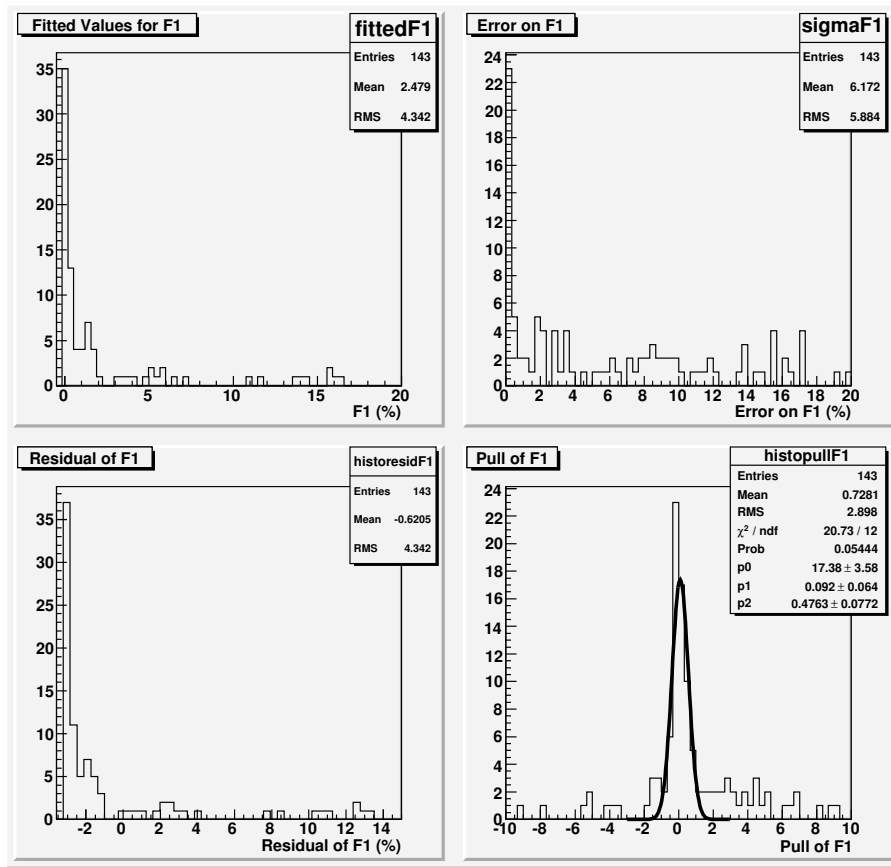 Fitted Values for F1
fittedF1
Entries 143
Mean 2.479
RMS 4.342
35
30
25
20
15
10
5
0
0 5 10 15 20
F1 (%)
Error on F1
sigmaF1
Entries 143
Mean 6.172
RMS 5.884
24
22
20
18
16
14
12
10
8
6
4
2
0
0 2 4 6 8 10 12 14 16 18 20
Error on F1 (%)
Residual of F1
historesidF1
Entries 143
Mean -0.6205
RMS 4.342
35
30
25
20
15
10
5
0
-2 0 2 4 6 8 10 12 14
Residual of F1 (%)
Pull of F1
histopullF1
Entries 143
Mean 0.7281
RMS 2.898
χ² / ndf 20.73 / 12
Prob 0.05444
p0 17.38 ± 3.58
p1 0.092 ± 0.064
p2 0.4763 ± 0.0772
24
22
20
18
16
14
12
10
8
6
4
2
0
-10 -8 -6 -4 -2 0 2 4 6 8 10
Pull of F1